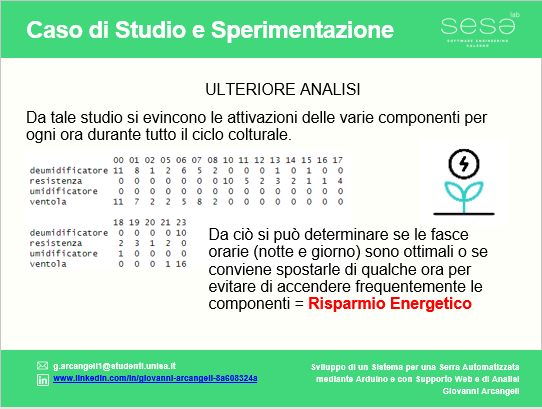 Caso di Studio e Sperimentazione
sesa lab
SOFTWARE ENGINEERING
SALERNO
ULTERIORE ANALISI
Da tale studio si evincono le attivazioni delle varie componenti per
ogni ora durante tutto il ciclo colturale.
00 01 02 05 06 07 08 10 11 12 13 14 15 16 17
deumidificatore 11 8 1 2 6 5 2 0 0 0 1 0 1 0 0
resistenza 0 0 0 0 0 0 0 10 5 2 3 2 1 1 4
umidificatore 0 0 0 0 0 0 0 0 0 0 0 0 0 0 0
ventola 11 7 2 2 5 8 2 0 0 0 0 0 0 0 0
18 19 20 21 23
deumidificatore 0 0 0 0 10
resistenza 2 3 1 2 0
umidificatore 1 0 0 0 0
ventola 0 0 0 1 16
Da ciò si può determinare se le fasce
orarie (notte e giorno) sono ottimali o se
conviene spostarle di qualche ora per
evitare di accendere frequentemente le
componenti = Risparmio Energetico
g.arcangeli1@studenti.unisa.it
www.linkedin.com/in/giovanni-arcangeli-8a608324a
Sviluppo di un Sistema per una Serra Automatizzata
mediante Arduino e con Supporto Web e di Analisi
Giovanni Arcangeli